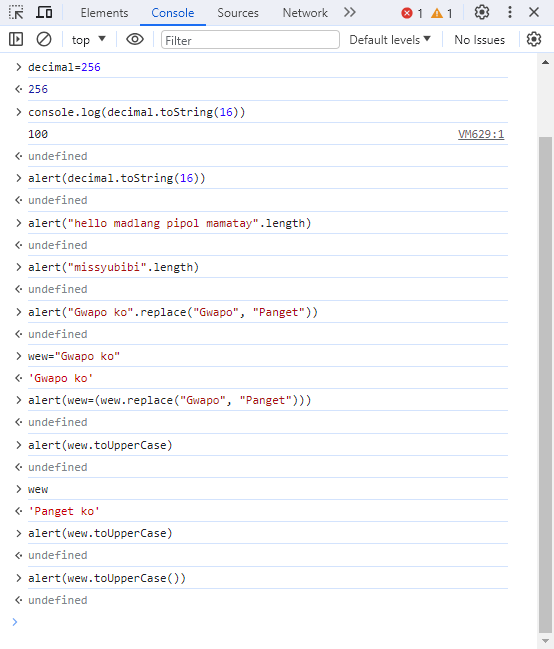 Elements Console Sources Network 1 1
top Filter Default levels No Issues
decimal=256
256
console.log(decimal.toString(16))
100 VM629:1
undefined
alert(decimal.toString(16))
undefined
alert("hello madlang pipol mamatay".length)
undefined
alert("missyubibi".length)
undefined
alert("Gwapo ko".replace("Gwapo", "Panget"))
undefined
wew="Gwapo ko"
'Gwapo ko'
alert(wew=(wew.replace("Gwapo", "Panget")))
undefined
alert(wew.toUpperCase)
undefined
wew
'Panget ko'
alert(wew.toUpperCase)
undefined
alert(wew.toUpperCase())
undefined